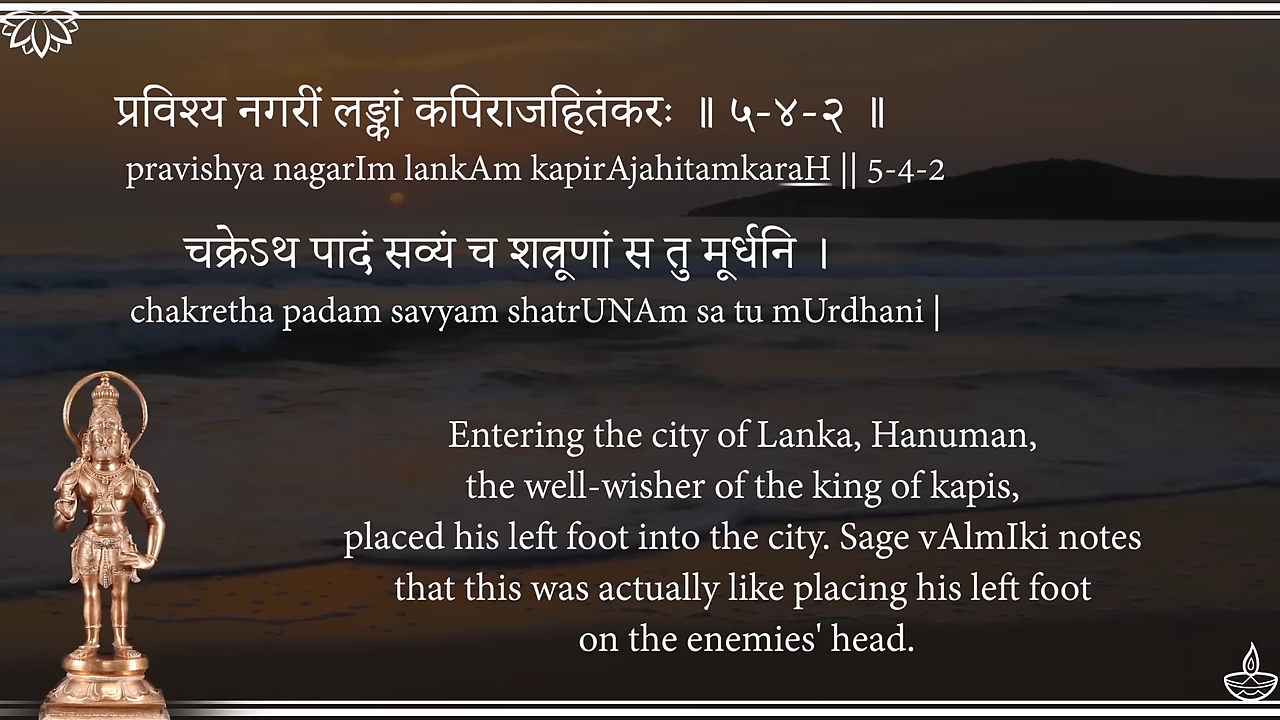 प्रविश्य नगरीं लङ्कां कपिराजहितंकरः ॥ ५-४-२ ॥
pravishya nagarIm lankAm kapirAjahitamkaraH || 5-4-2
चक्रेऽथ पादं सव्यं च शत्रूणां स तु मूर्धनि ।
chakretha padam savyam shatrUNAm sa tu mUrdhani |
Entering the city of Lanka, Hanuman,
the well-wisher of the king of kapis,
placed his left foot into the city. Sage vAlmIki notes
that this was actually like placing his left foot
on the enemies' head.